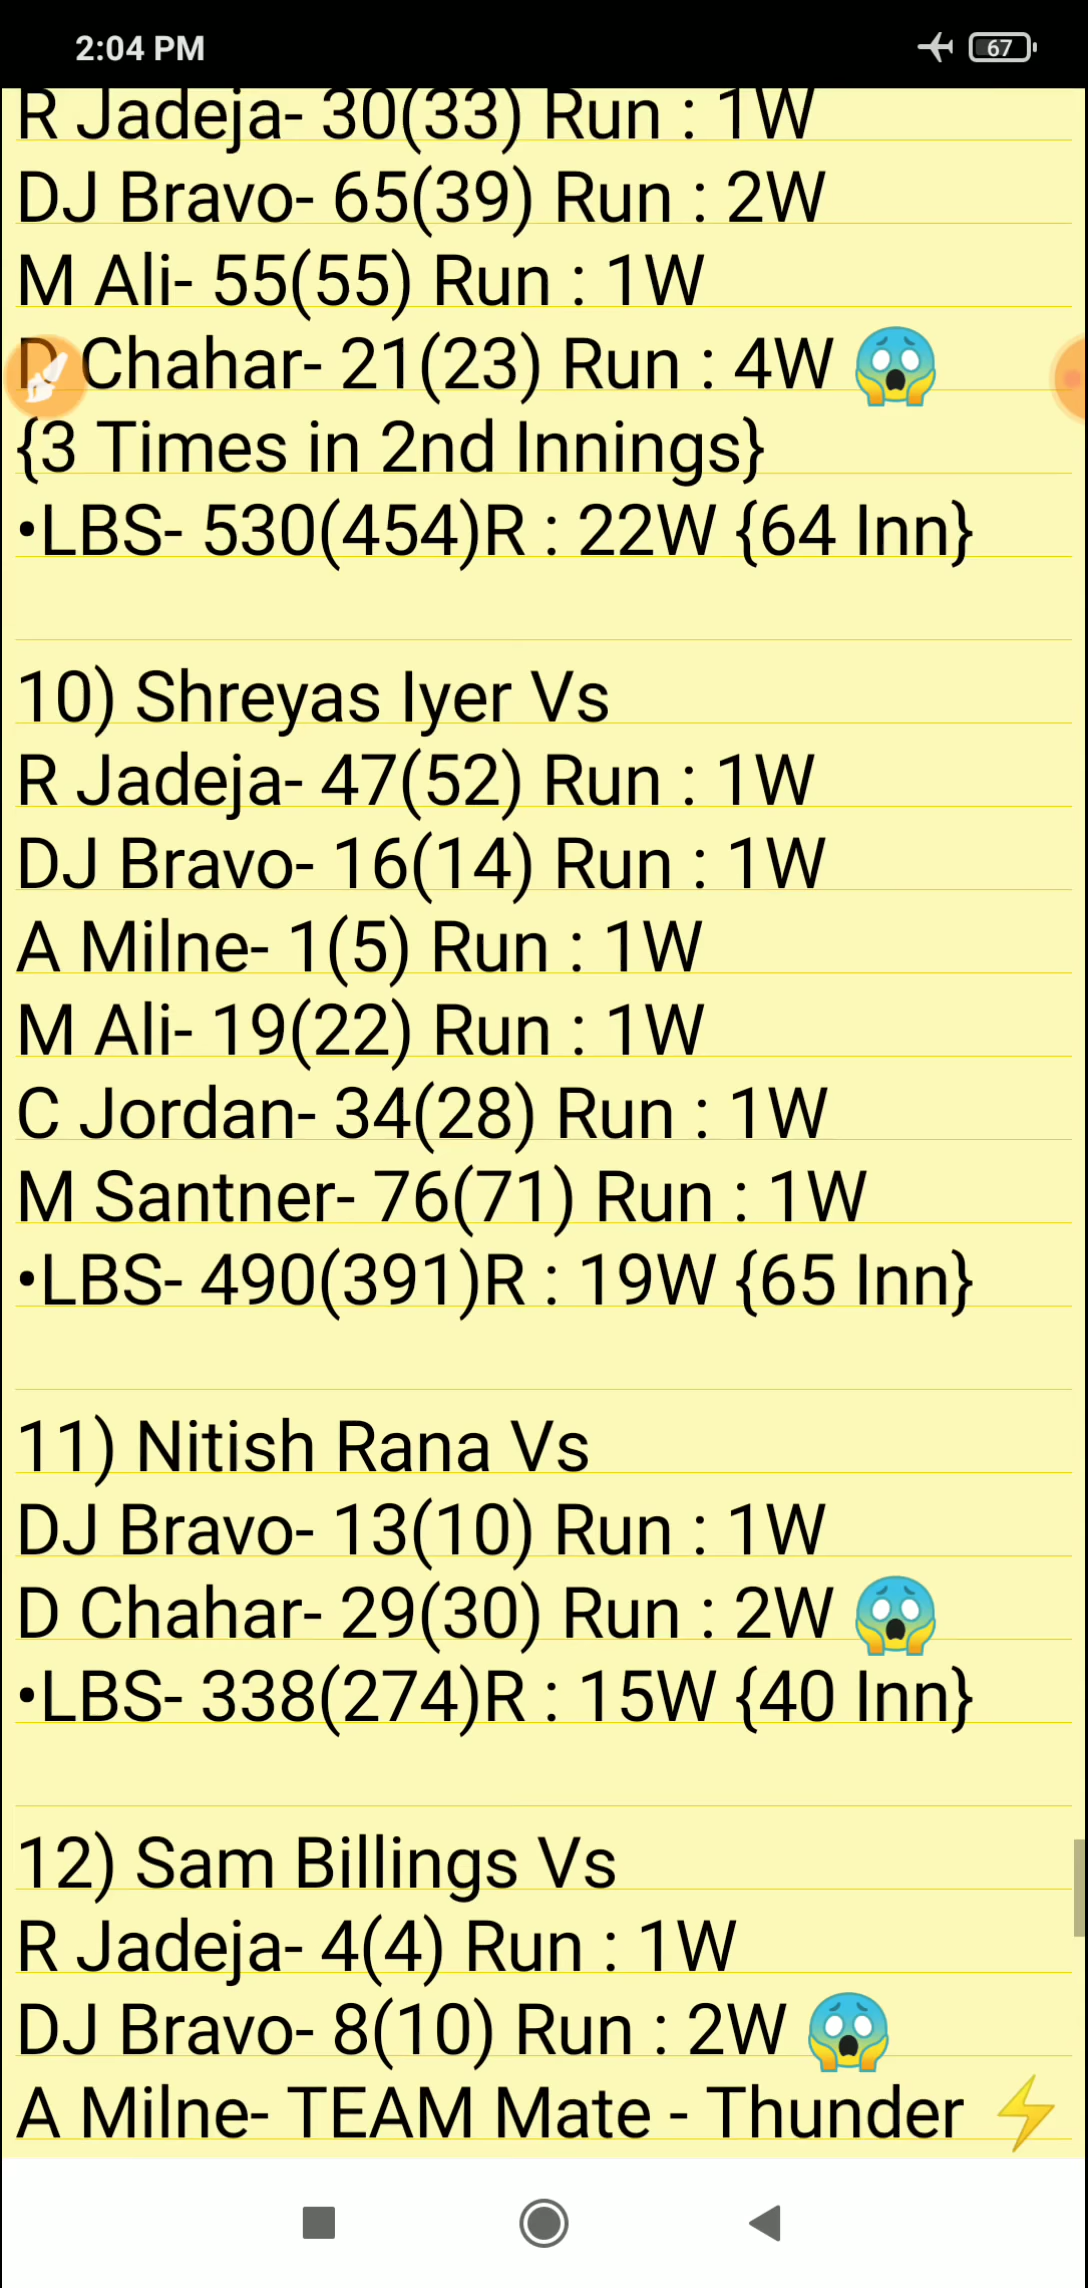 2:04 PM
67
R Jadeja- 30(33) Run : 1W
DJ Bravo- 65(39) Run : 2W
M Ali- 55(55) Run : 1W
D Chahar- 21(23) Run : 4W 😱
{3 Times in 2nd Innings}
•LBS- 530(454)R : 22W {64 Inn}
10) Shreyas Iyer Vs
R Jadeja- 47(52) Run : 1W
DJ Bravo- 16(14) Run : 1W
A Milne- 1(5) Run : 1W
M Ali- 19(22) Run : 1W
C Jordan- 34(28) Run : 1W
M Santner- 76(71) Run : 1W
•LBS- 490(391)R : 19W {65 Inn}
11) Nitish Rana Vs
DJ Bravo- 13(10) Run : 1W
D Chahar- 29(30) Run : 2W 😱
•LBS- 338(274)R : 15W {40 Inn}
12) Sam Billings Vs
R Jadeja- 4(4) Run : 1W
DJ Bravo- 8(10) Run : 2W 😱
A Milne- TEAM Mate - Thunder ⚡